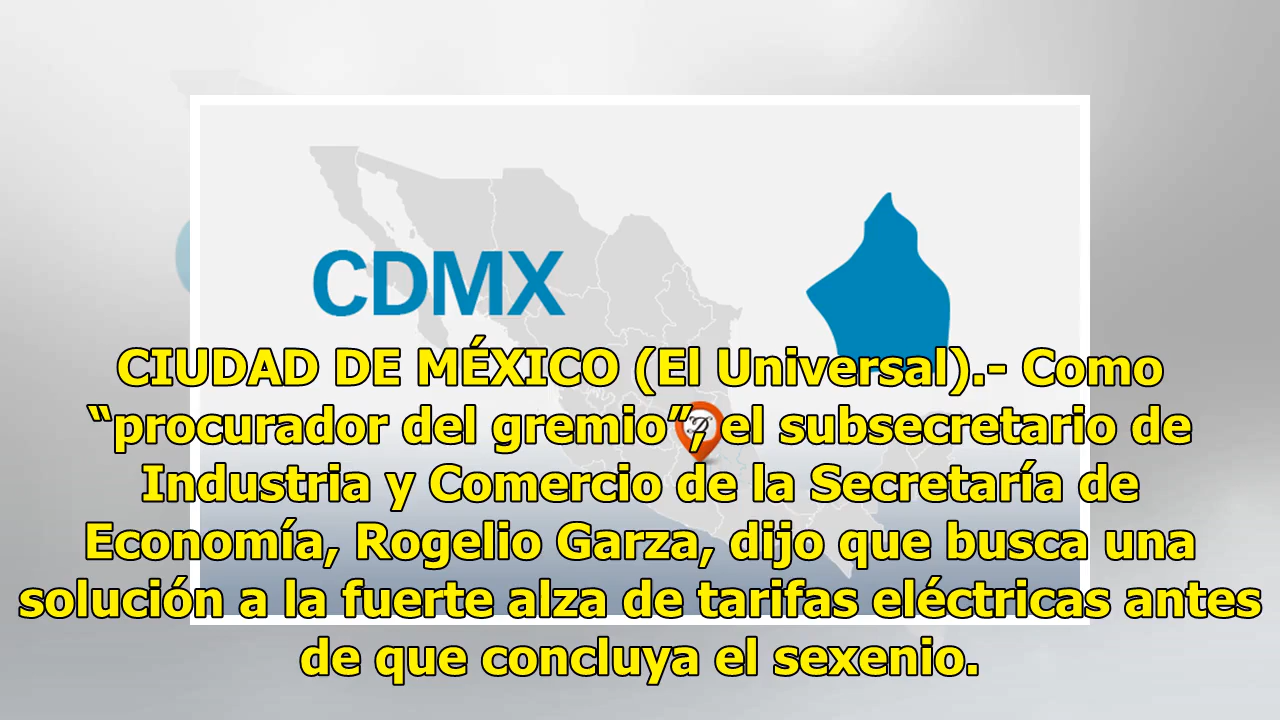 CDMX
CIUDAD DE MÉXICO (El Universal).- Como
“procurador del gremio”, el subsecretario de
Industria y Comercio de la Secretaría de
Economía, Rogelio Garza, dijo que busca una
solución a la fuerte alza de tarifas eléctricas antes
de que concluya el sexenio.